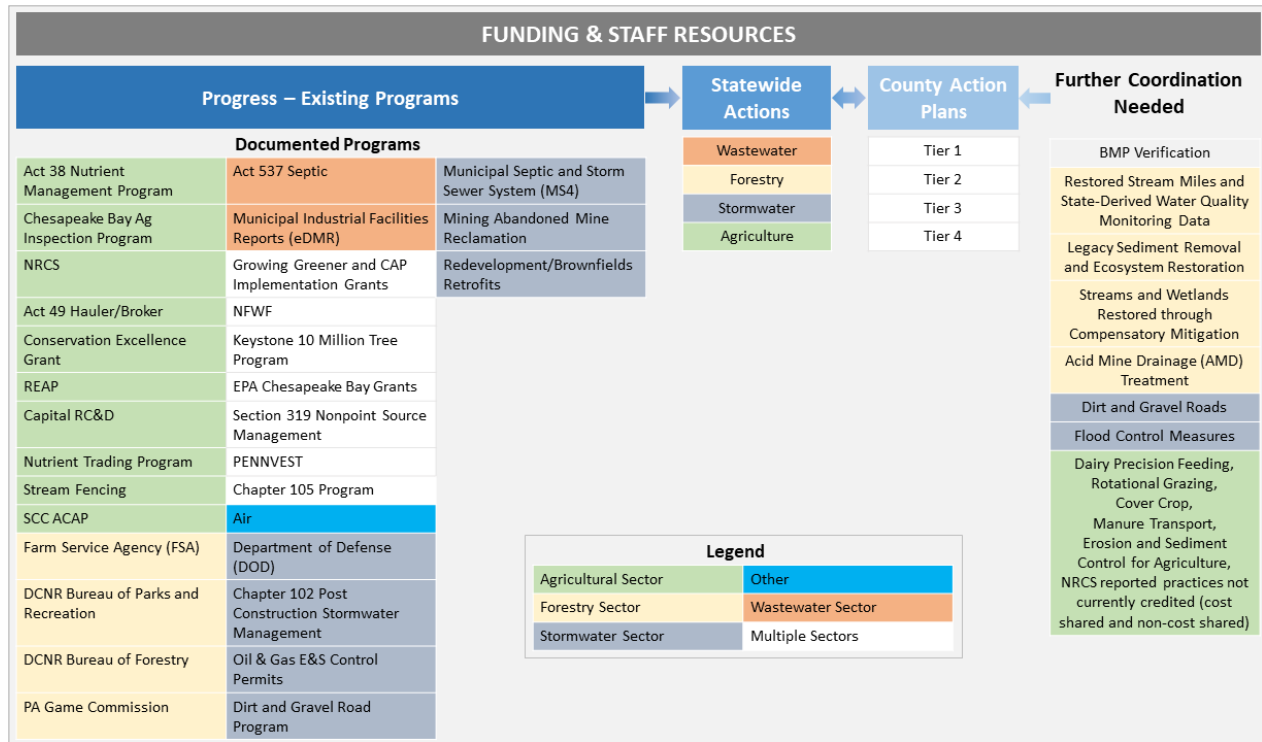 FUNDING & STAFF RESOURCES
Progress – Existing Programs
Statewide
Actions
County Action
Plans
Further Coordination
Needed
Documented Programs
Act 38 Nutrient
Management Program
Chesapeake Bay Ag
Inspection Program
NRCS
Act 49 Hauler/Broker
Conservation Excellence
Grant
REAP
Capital RC&D
Nutrient Trading Program
Stream Fencing
SCC ACAP
Farm Service Agency (FSA)
DCNR Bureau of Parks and
Recreation
DCNR Bureau of Forestry
PA Game Commission
Act 537 Septic
Municipal Industrial Facilities
Reports (eDMR)
Growing Greener and CAP
Implementation Grants
NFWF
Keystone 10 Million Tree
Program
EPA Chesapeake Bay Grants
Section 319 Nonpoint Source
Management
PENNVEST
Chapter 105 Program
Air
Department of Defense
(DOD)
Chapter 102 Post
Construction Stormwater
Management
Oil & Gas E&S Control
Permits
Dirt and Gravel Road
Program
Municipal Septic and Storm
Sewer System (MS4)
Mining Abandoned Mine
Reclamation
Redevelopment/Brownfields
Retrofits
Wastewater
Forestry
Stormwater
Agriculture
Tier 1
Tier 2
Tier 3
Tier 4
BMP Verification
Restored Stream Miles and
State-Derived Water Quality
Monitoring Data
Legacy Sediment Removal
and Ecosystem Restoration
Streams and Wetlands
Restored through
Compensatory Mitigation
Acid Mine Drainage (AMD)
Treatment
Dirt and Gravel Roads
Flood Control Measures
Dairy Precision Feeding,
Rotational Grazing,
Cover Crop,
Manure Transport,
Erosion and Sediment
Control for Agriculture,
NRCS reported practices not
currently credited (cost
shared and non-cost shared)
Legend
Agricultural Sector
Other
Forestry Sector
Wastewater Sector
Stormwater Sector
Multiple Sectors